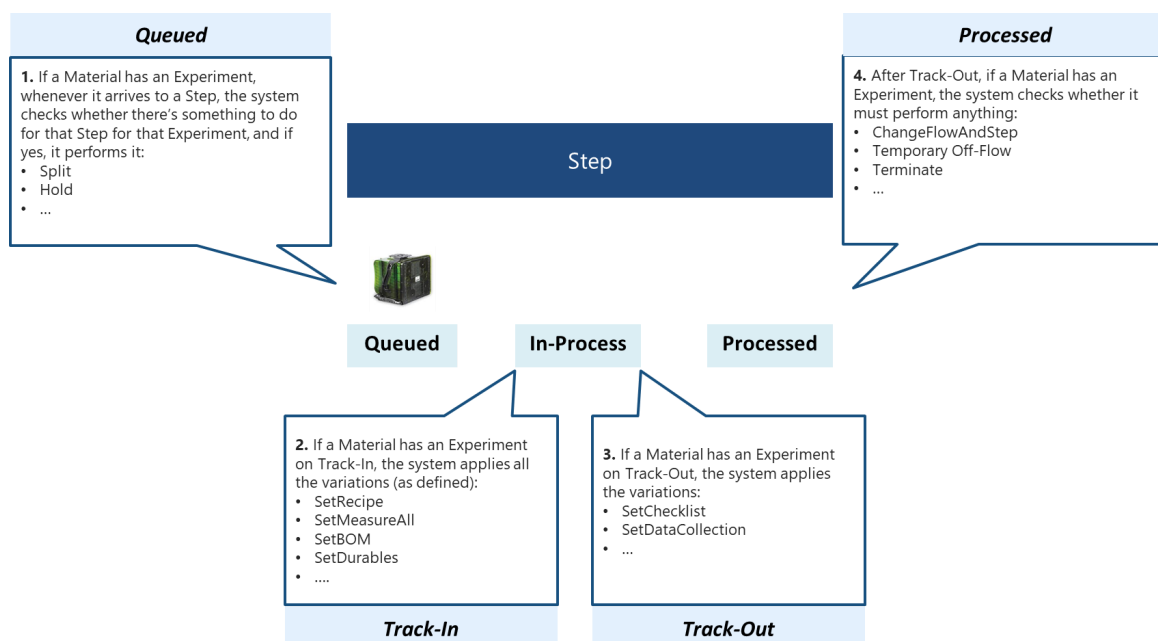 Queued
1. If a Material has an Experiment,
whenever it arrives to a Step, the system
checks whether there's something to do
for that Step for that Experiment, and if
yes, it performs it:
• Split
• Hold
• ...
Processed
4. After Track-Out, if a Material has an
Experiment, the system checks whether it
must perform anything:
• ChangeFlowAndStep
• Temporary Off-Flow
• Terminate
• ...
Step
Queued
In-Process
Processed
2. If a Material has an Experiment
on Track-In, the system applies all
the variations (as defined):
• SetRecipe
• SetMeasureAll
• SetBOM
• SetDurables
• ....
Track-In
3. If a Material has an Experiment
on Track-Out, the system applies
the variations:
• SetChecklist
• SetDataCollection
• ...
Track-Out